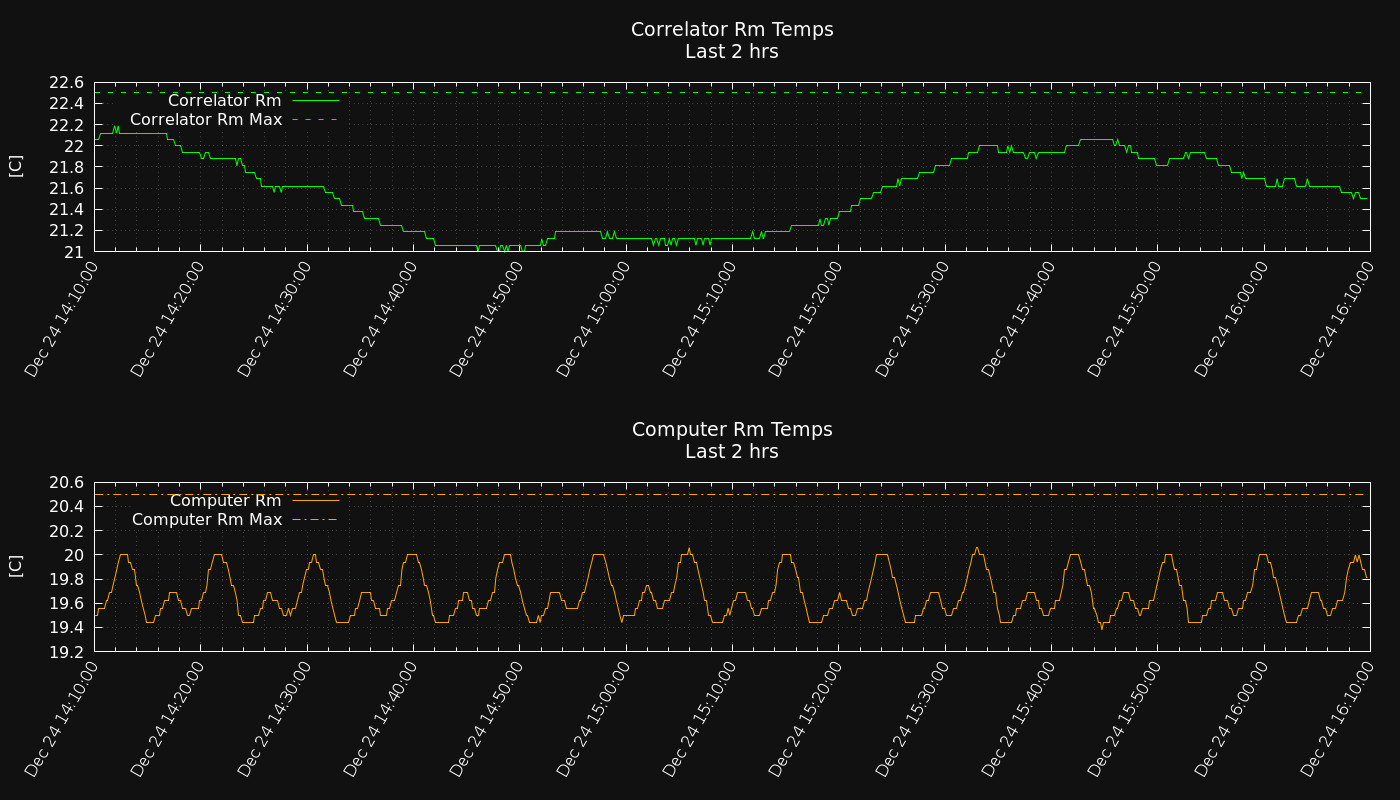 Correlator Rm Temps
Last 2 hrs
22.6
22.4
22.2
22
21.8
21.6
21.4
21.2
21
[C]
Correlator Rm
Correlator Rm Max
Dec 24 14:10:00
Dec 24 14:20:00
Dec 24 14:30:00
Dec 24 14:40:00
Dec 24 14:50:00
Dec 24 15:00:00
Dec 24 15:10:00
Dec 24 15:20:00
Dec 24 15:30:00
Dec 24 15:40:00
Dec 24 15:50:00
Dec 24 16:00:00
Dec 24 16:10:00
Computer Rm Temps
Last 2 hrs
20.6
20.4
20.2
20
19.8
19.6
19.4
19.2
[C]
Computer Rm
Computer Rm Max
Dec 24 14:10:00
Dec 24 14:20:00
Dec 24 14:30:00
Dec 24 14:40:00
Dec 24 14:50:00
Dec 24 15:00:00
Dec 24 15:10:00
Dec 24 15:20:00
Dec 24 15:30:00
Dec 24 15:40:00
Dec 24 15:50:00
Dec 24 16:00:00
Dec 24 16:10:00